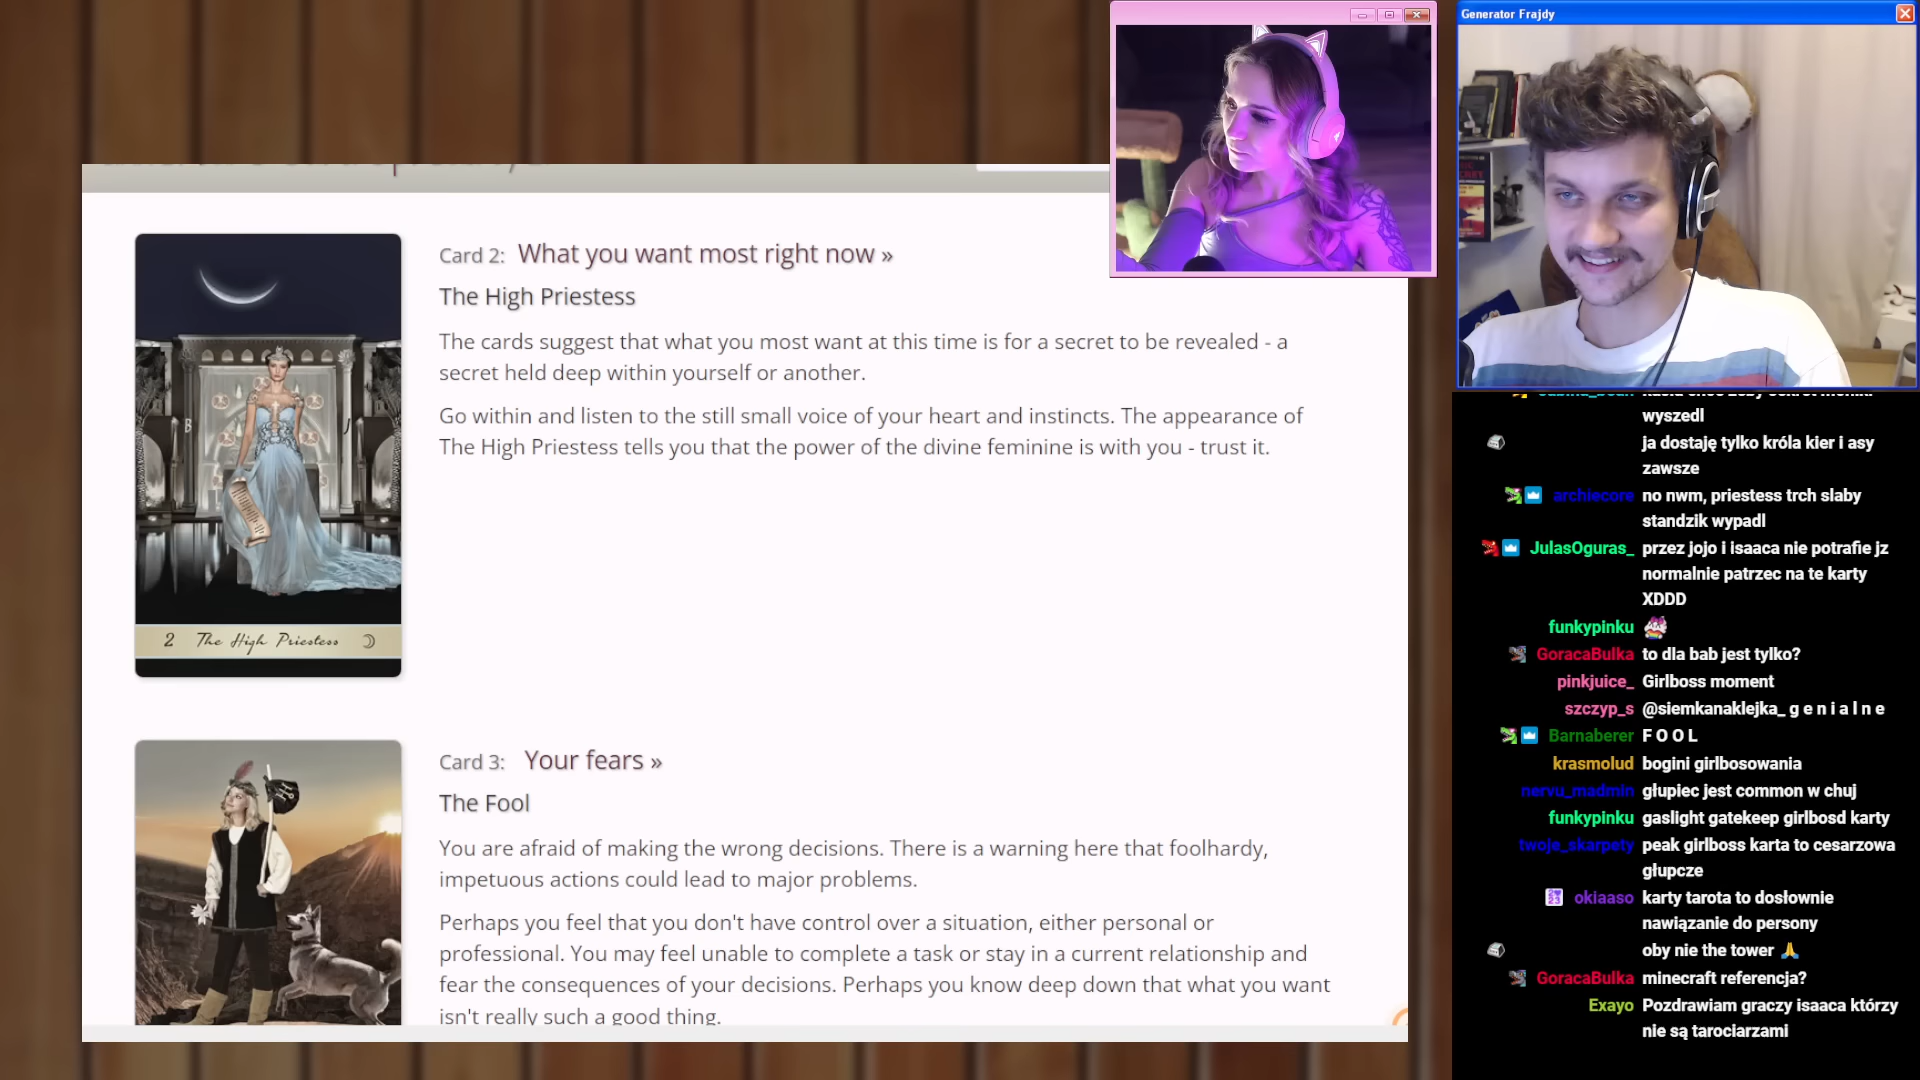 Generator Frajdy
Card 2: What you want most right now »
The High Priestess
The cards suggest that what you most want at this time is for a secret to be revealed - a
secret held deep within yourself or another.
Go within and listen to the still small voice of your heart and instincts. The appearance of
The High Priestess tells you that the power of the divine feminine is with you - trust it.
B J
2 The High Priestess
Card 3: Your fears »
The Fool
You are afraid of making the wrong decisions. There is a warning here that foolhardy,
impetuous actions could lead to major problems.
Perhaps you feel that you don't have control over a situation, either personal or
professional. You may feel unable to complete a task or stay in a current relationship and
fear the consequences of your decisions. Perhaps you know deep down that what you want
isn't really such a good thing.
wyszedl
ja dostaję tylko króla kier i asy
zawsze
archiecore no nwm, priestess trch slaby
standzik wypadl
JulasOguras_ przez jojo i isaaca nie potrafie jz
normalnie patrzec na te karty
XDDD
funkypinku
GoracaBulka to dla bab jest tylko?
pinkjuice_ Girlboss moment
szczyp_s @siemkanaklejka_ g e n i a l n e
Barnaberer F O O L
krasmolud bogini girlbosowania
nervu_madmin głupiec jest common w chuj
funkypinku gaslight gatekeep girlbosd karty
twoje_skarpety peak girlboss karta to cesarzowa
głupcze
okiaaso karty tarota to dosłownie
nawiązanie do persony
oby nie the tower 🙏
GoracaBulka minecraft referencja?
Exayo Pozdrawiam graczy isaaca którzy
nie są tarociarzami